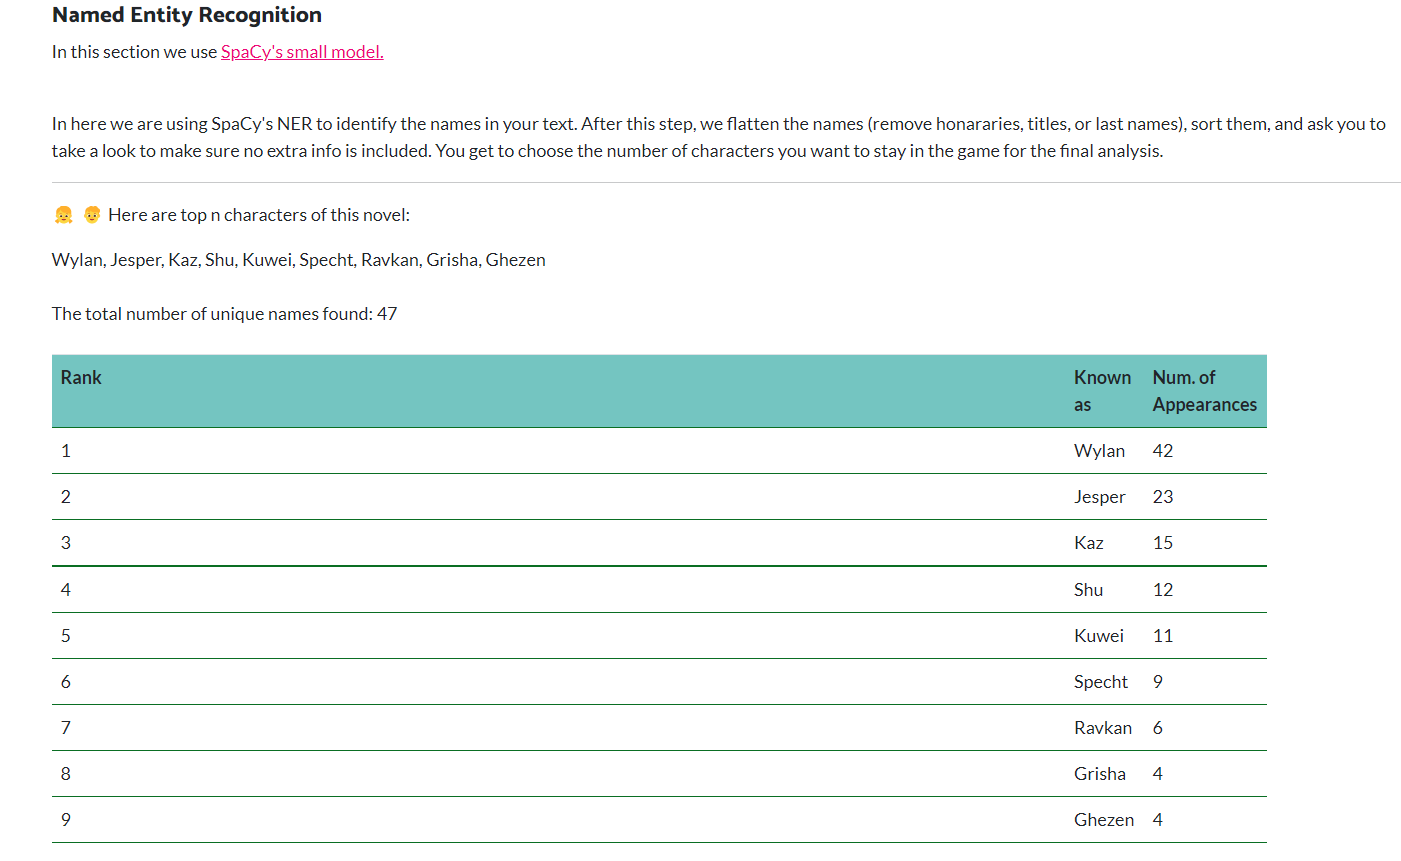 Named Entity Recognition
In this section we use SpaCy's small model.
In here we are using SpaCy's NER to identify the names in your text. After this step, we flatten the names (remove honararies, titles, or last names), sort them, and ask you to
take a look to make sure no extra info is included. You get to choose the number of characters you want to stay in the game for the final analysis.
👧 👦 Here are top n characters of this novel:
Wylan, Jesper, Kaz, Shu, Kuwei, Specht, Ravkan, Grisha, Ghezen
The total number of unique names found: 47
Rank Known as Num. of Appearances
1 Wylan 42
2 Jesper 23
3 Kaz 15
4 Shu 12
5 Kuwei 11
6 Specht 9
7 Ravkan 6
8 Grisha 4
9 Ghezen 4